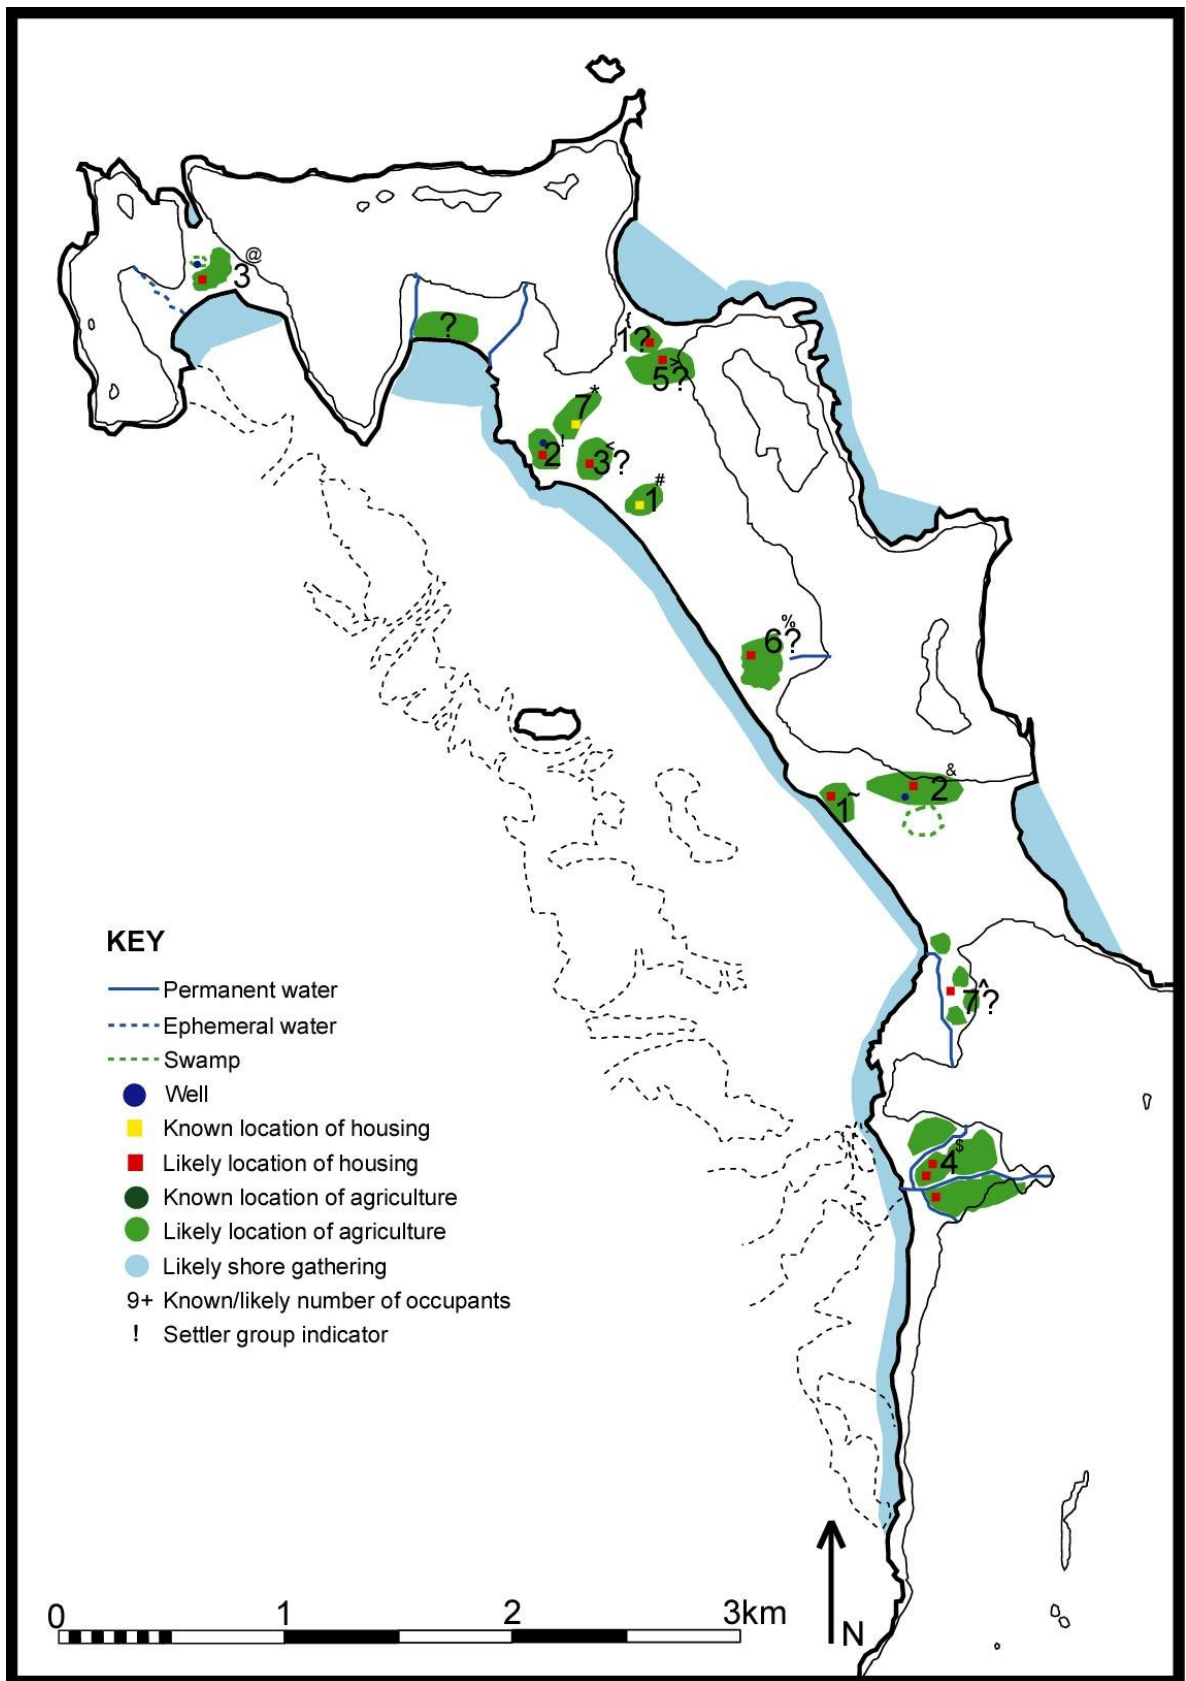 @
3
?
{
1?
>
5?
*
7
!
2
<
3?
#
1
%
6?
&
2
~
1
^
7?
$
4
KEY
Permanent water
Ephemeral water
Swamp
Well
Known location of housing
Likely location of housing
Known location of agriculture
Likely location of agriculture
Likely shore gathering
9+ Known/likely number of occupants
! Settler group indicator
0 1 2 3km
N